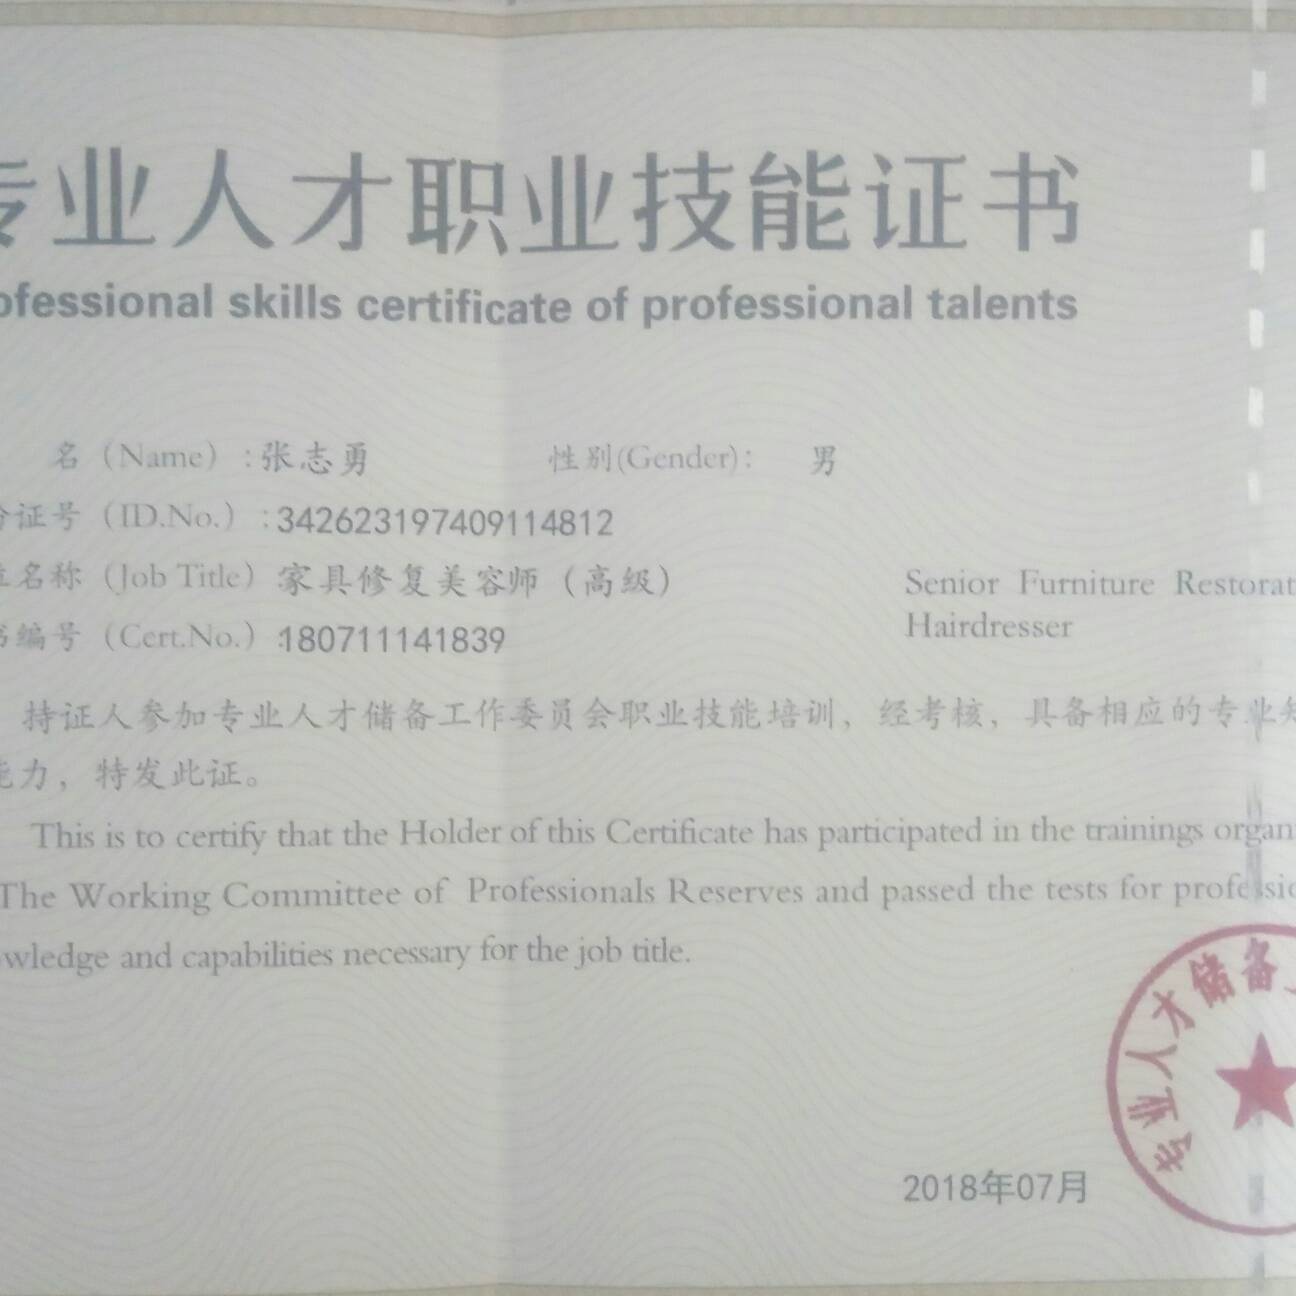 专业人才职业技能证书
ofessional skills certificate of professional talents
名（Name）:张志勇 性别(Gender): 男
份证号（ID.No.）:342623197409114812
名称（Job Title）家具修复美容师（高级） Senior Furniture Restorat
Hairdresser
书编号（Cert.No.）:180711141839
持证人参加专业人才储备工作委员会职业技能培训，经考核，具备相应的专业知
能力，特发此证。
This is to certify that the Holder of this Certificate has participated in the trainings organ
The Working Committee of Professionals Reserves and passed the tests for professio
owledge and capabilities necessary for the job title.
专业人才储备
2018年07月